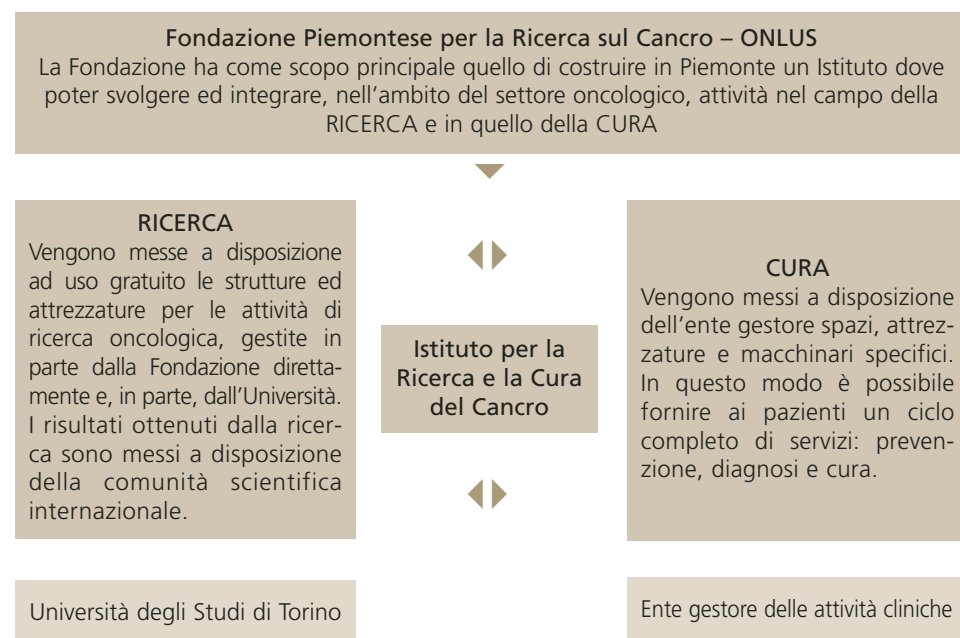 Fondazione Piemontese per la Ricerca sul Cancro – ONLUS
La Fondazione ha come scopo principale quello di costruire in Piemonte un Istituto dove
poter svolgere ed integrare, nell'ambito del settore oncologico, attività nel campo della
RICERCA e in quello della CURA
RICERCA
Vengono messe a disposizione
ad uso gratuito le strutture ed
attrezzature per le attività di
ricerca oncologica, gestite in
parte dalla Fondazione diretta-
mente e, in parte, dall'Università.
I risultati ottenuti dalla ricer-
ca sono messi a disposizione
della comunità scientifica
internazionale.
Istituto per la
Ricerca e la Cura
del Cancro
CURA
Vengono messi a disposizione
dell'ente gestore spazi, attrez-
zature e macchinari specifici.
In questo modo è possibile
fornire ai pazienti un ciclo
completo di servizi: preven-
zione, diagnosi e cura.
Università degli Studi di Torino
Ente gestore delle attività cliniche